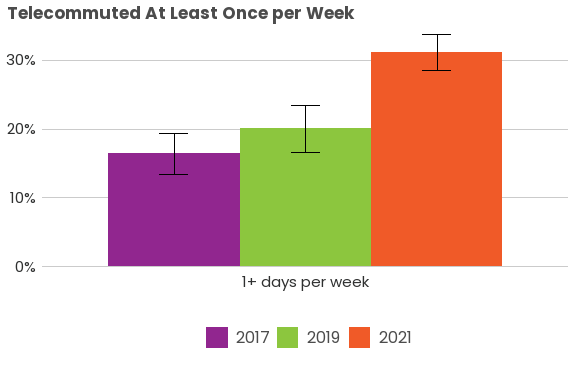 Telecommuted At Least Once per Week
30%
20%
10%
0%
1+ days per week
2017 2019 2021